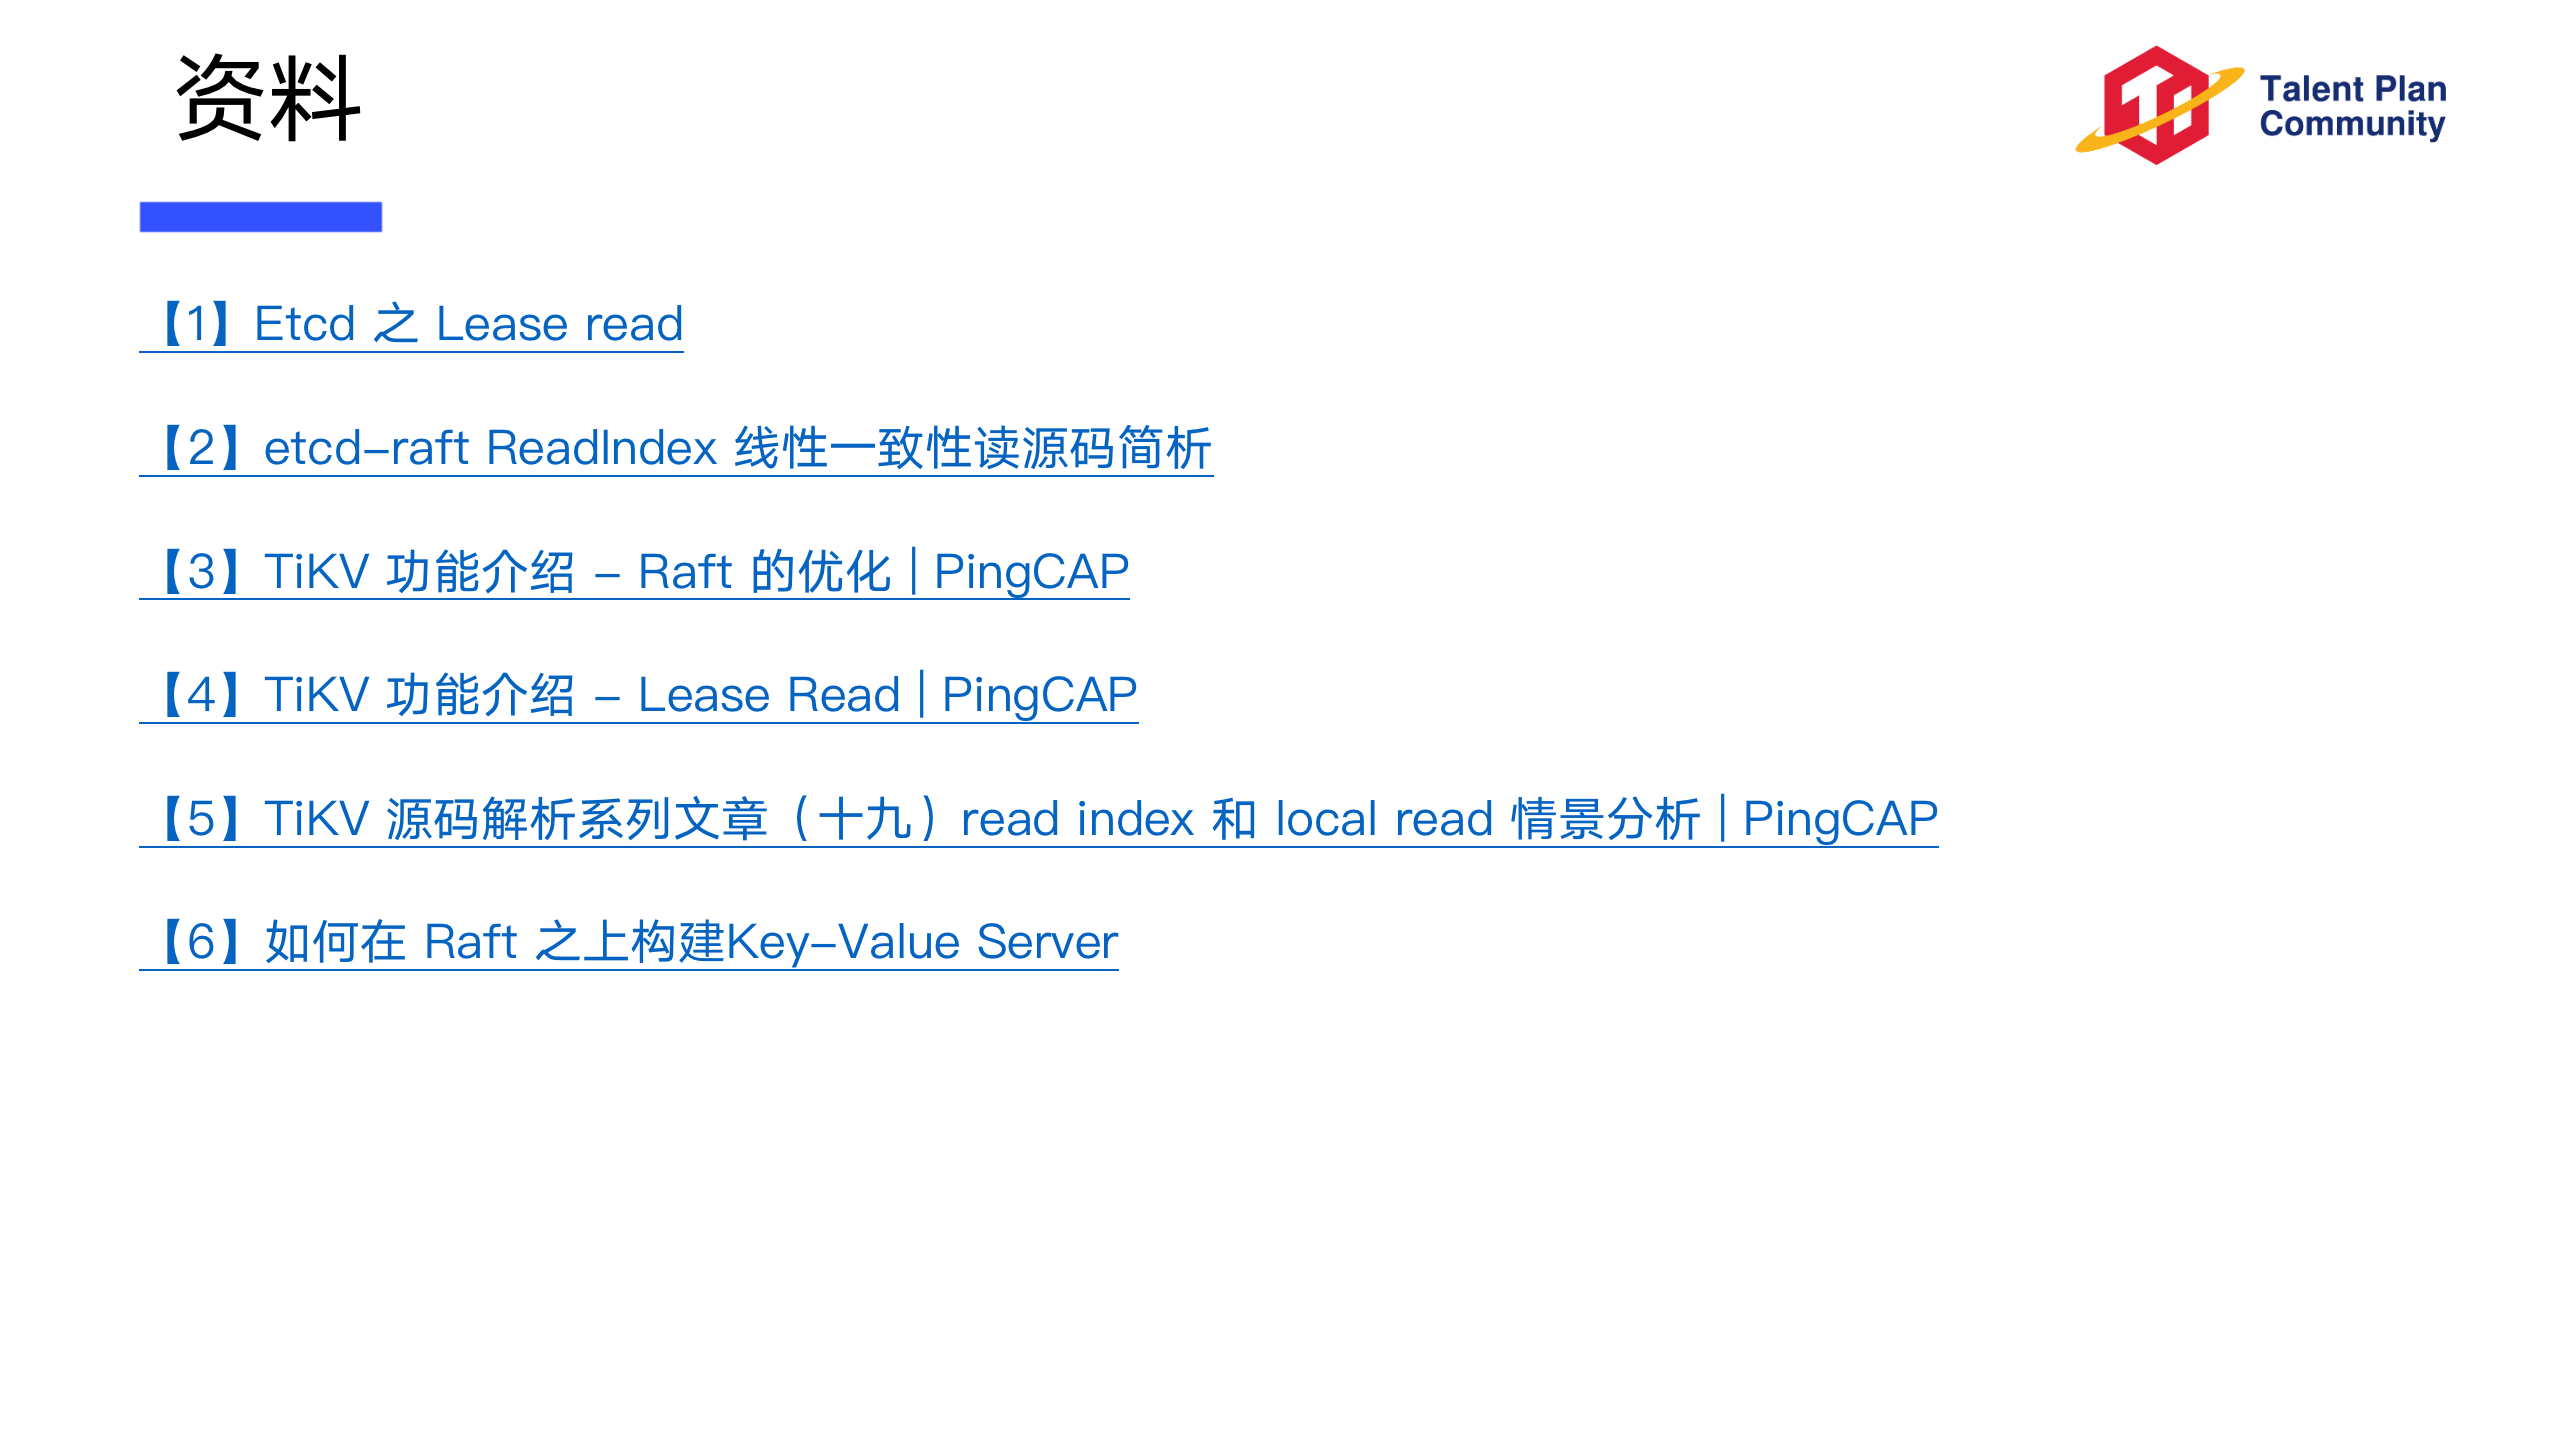 资料
Talent Plan
Community
【1】Etcd 之 Lease read
【2】etcd-raft ReadIndex 线性一致性读源码简析
【3】TiKV 功能介绍 - Raft 的优化 | PingCAP
【4】TiKV 功能介绍 - Lease Read | PingCAP
【5】TiKV 源码解析系列文章（十九）read index 和 local read 情景分析 | PingCAP
【6】如何在 Raft 之上构建Key-Value Server